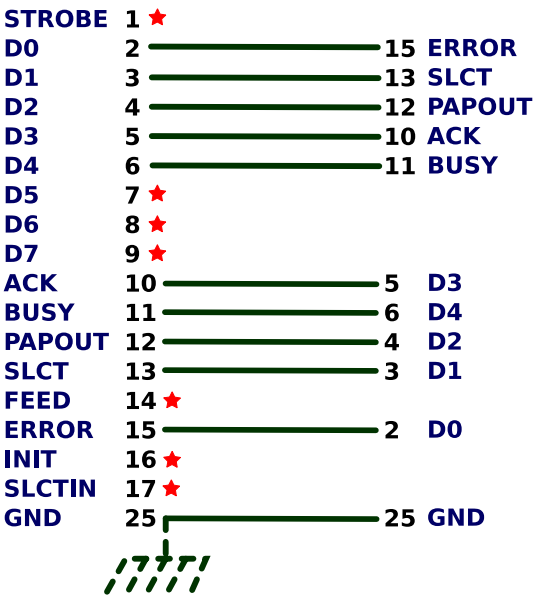 STROBE 1
D0 2 15 ERROR
D1 3 13 SLCT
D2 4 12 PAPOUT
D3 5 10 ACK
D4 6 11 BUSY
D5 7
D6 8
D7 9
ACK 10 5 D3
BUSY 11 6 D4
PAPOUT 12 4 D2
SLCT 13 3 D1
FEED 14
ERROR 15 2 D0
INIT 16
SLCTIN 17
GND 25 25 GND